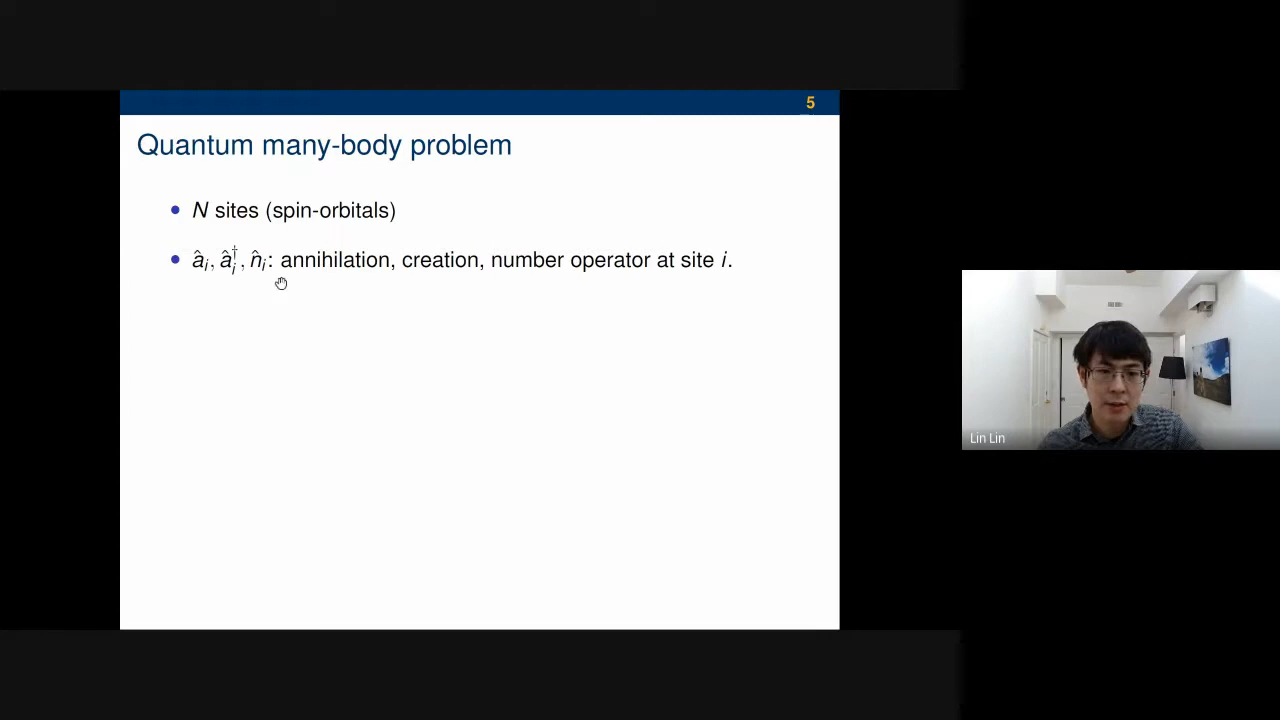 5
Quantum many-body problem
• N sites (spin-orbitals)
• âᵢ, âᵢ†, n̂ᵢ: annihilation, creation, number operator at site i.
Lin Lin